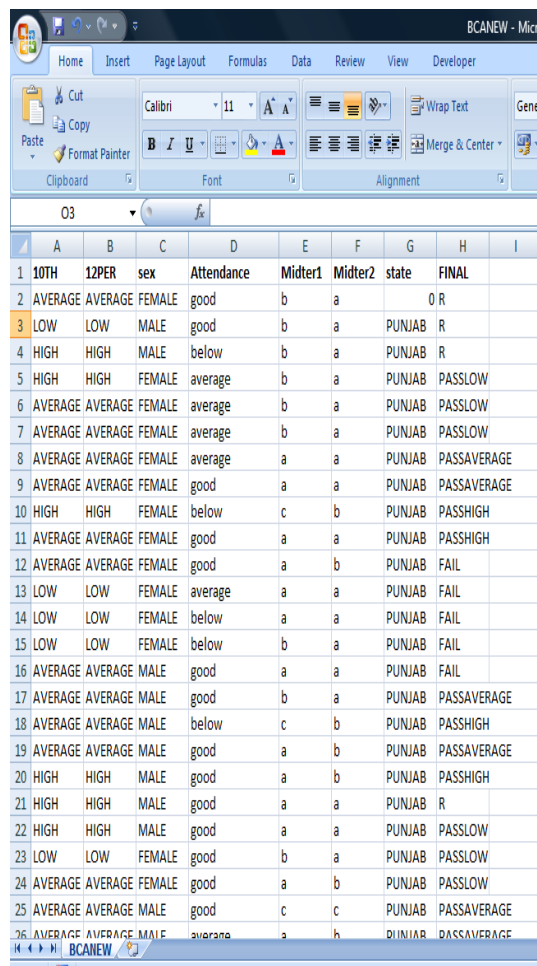 BCANEW - Micr
Home Insert Page Layout Formulas Data Review View Developer
Cut
Copy
Format Painter
Paste
Calibri 11 A A Wrap Text Gene
B I U A Merge & Center
Clipboard Font Alignment
O3 fx
A B C D E F G H I
1 10TH 12PER sex Attendance Midter1 Midter2 state FINAL
2 AVERAGE AVERAGE FEMALE good b a 0 R
3 LOW LOW MALE good b a PUNJAB R
4 HIGH HIGH MALE below b a PUNJAB R
5 HIGH HIGH FEMALE average b a PUNJAB PASSLOW
6 AVERAGE AVERAGE FEMALE average b a PUNJAB PASSLOW
7 AVERAGE AVERAGE FEMALE average b a PUNJAB PASSLOW
8 AVERAGE AVERAGE FEMALE average a a PUNJAB PASSAVERAGE
9 AVERAGE AVERAGE FEMALE good a a PUNJAB PASSAVERAGE
10 HIGH HIGH FEMALE below c b PUNJAB PASSHIGH
11 AVERAGE AVERAGE FEMALE good a a PUNJAB PASSHIGH
12 AVERAGE AVERAGE FEMALE good a b PUNJAB FAIL
13 LOW LOW FEMALE average a a PUNJAB FAIL
14 LOW LOW FEMALE below a a PUNJAB FAIL
15 LOW LOW FEMALE below b a PUNJAB FAIL
16 AVERAGE AVERAGE MALE good a a PUNJAB FAIL
17 AVERAGE AVERAGE MALE good b a PUNJAB PASSAVERAGE
18 AVERAGE AVERAGE MALE below c b PUNJAB PASSHIGH
19 AVERAGE AVERAGE MALE good a b PUNJAB PASSAVERAGE
20 HIGH HIGH MALE good a b PUNJAB PASSHIGH
21 HIGH HIGH MALE good a a PUNJAB R
22 HIGH HIGH MALE good a a PUNJAB PASSLOW
23 LOW LOW FEMALE good b a PUNJAB PASSLOW
24 AVERAGE AVERAGE FEMALE good a b PUNJAB PASSLOW
25 AVERAGE AVERAGE MALE good c c PUNJAB PASSAVERAGE
26 AVERAGE AVERAGE MALE average a b PUNJAB PASSAVERAGE
BCANEW